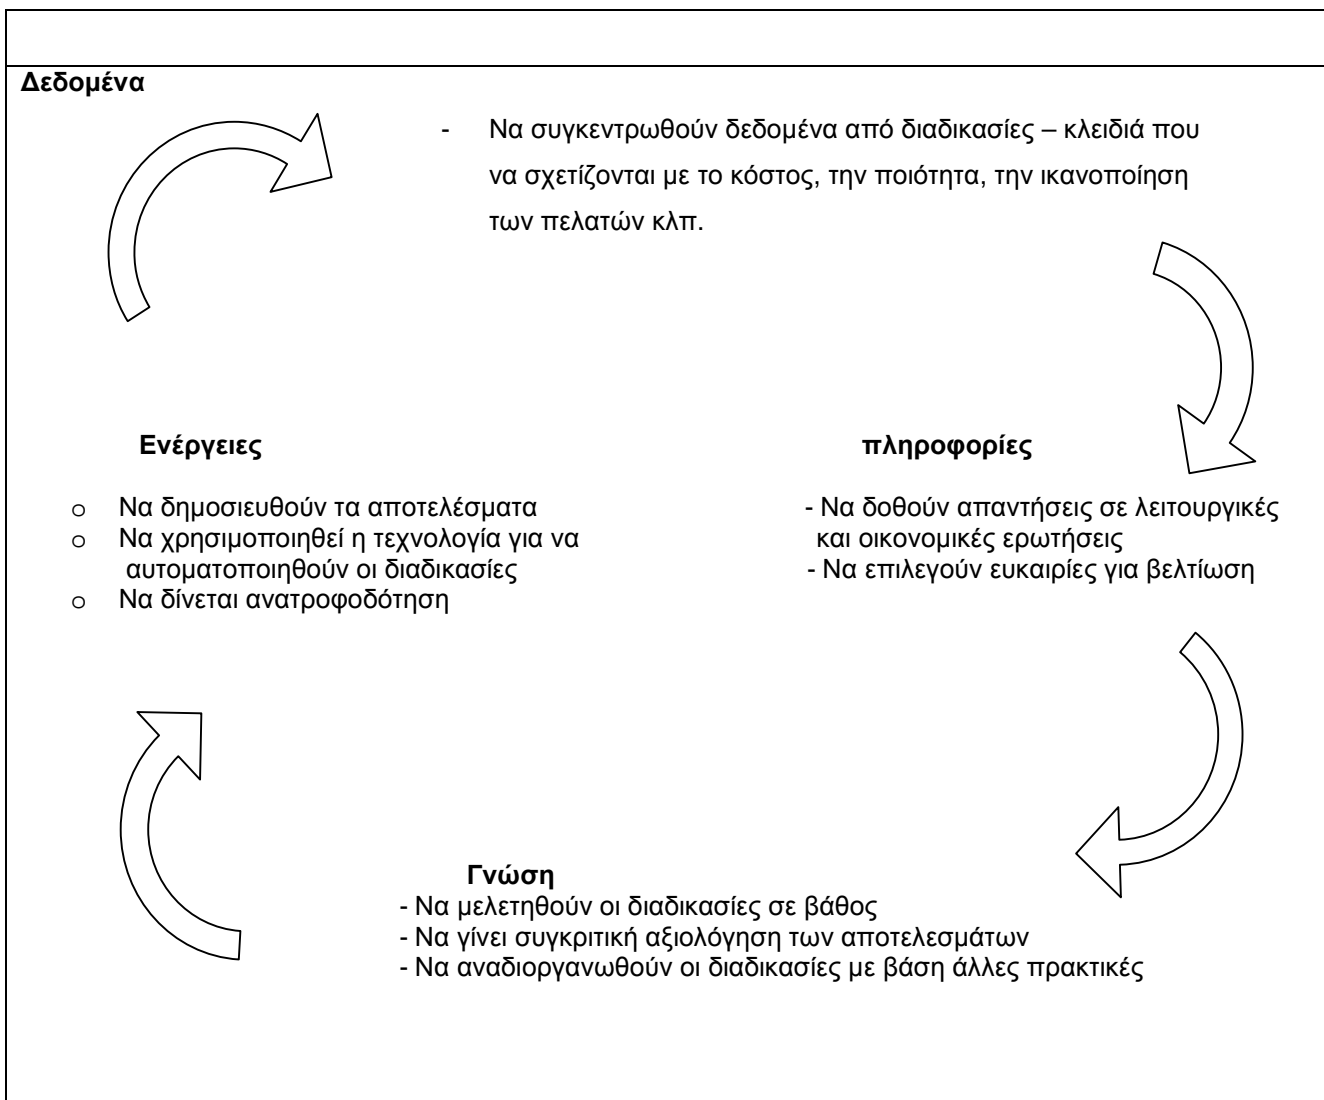 Δεδομένα
- Να συγκεντρωθούν δεδομένα από διαδικασίες – κλειδιά που
να σχετίζονται με το κόστος, την ποιότητα, την ικανοποίηση
των πελατών κλπ.
Ενέργειες
o Να δημοσιευθούν τα αποτελέσματα
o Να χρησιμοποιηθεί η τεχνολογία για να
αυτοματοποιηθούν οι διαδικασίες
o Να δίνεται ανατροφοδότηση
πληροφορίες
- Να δοθούν απαντήσεις σε λειτουργικές
και οικονομικές ερωτήσεις
- Να επιλεγούν ευκαιρίες για βελτίωση
Γνώση
- Να μελετηθούν οι διαδικασίες σε βάθος
- Να γίνει συγκριτική αξιολόγηση των αποτελεσμάτων
- Να αναδιοργανωθούν οι διαδικασίες με βάση άλλες πρακτικές